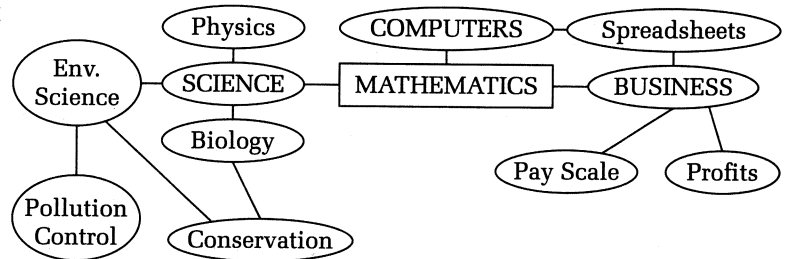 Physics
COMPUTERS
Spreadsheets
Env.
Science
SCIENCE
MATHEMATICS
BUSINESS
Biology
Pay Scale
Profits
Pollution
Control
Conservation